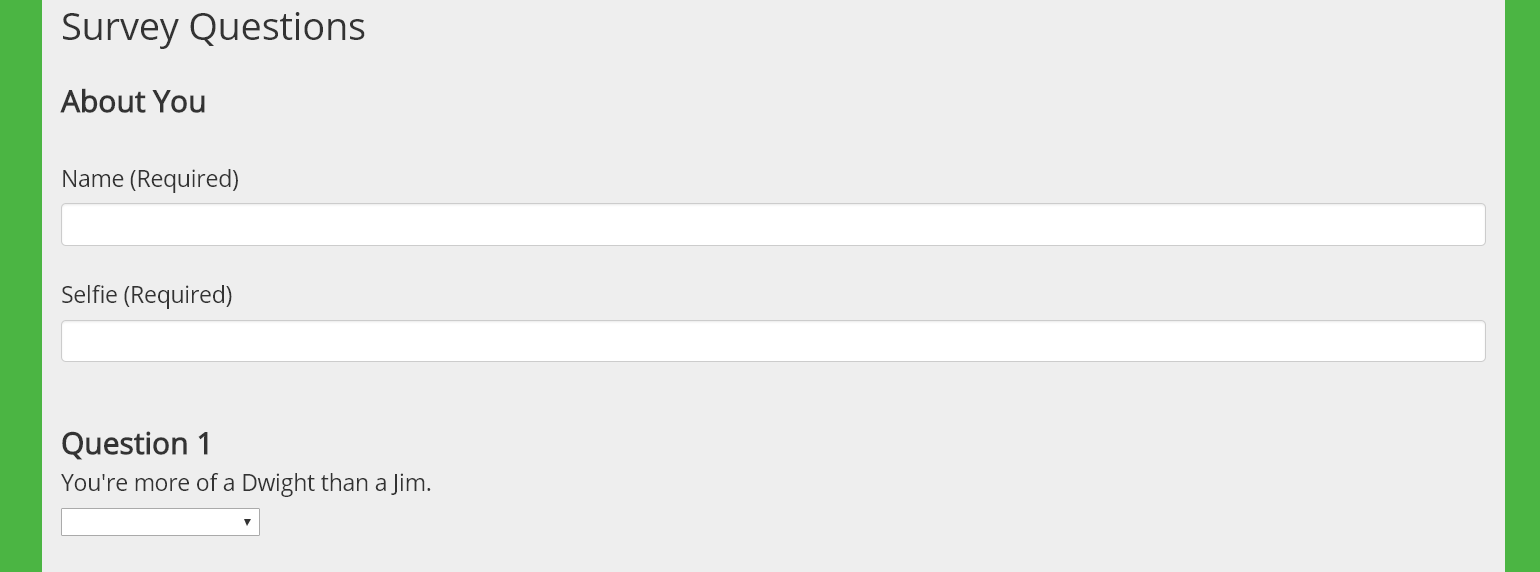 Survey Questions
About You
Name (Required)
Selfie (Required)
Question 1
You're more of a Dwight than a Jim.